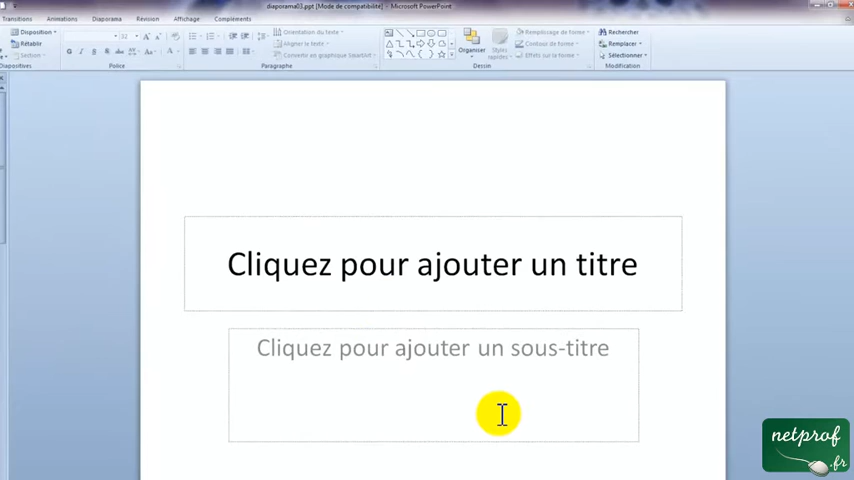 diaporama03.ppt [Mode de compatibilité] - Microsoft PowerPoint
Transitions Animations Diaporama Révision Affichage Compléments
Disposition
Rétablir
Section
Diapositives
32
Police
Orientation du texte
Aligner le texte
Convertir en graphique SmartArt
Paragraphe
Organiser
Styles
rapides
Remplissage de forme
Contour de forme
Effets sur la forme
Dessin
Rechercher
Remplacer
Sélectionner
Modification
Cliquez pour ajouter un titre
Cliquez pour ajouter un sous-titre
netprof
.fr